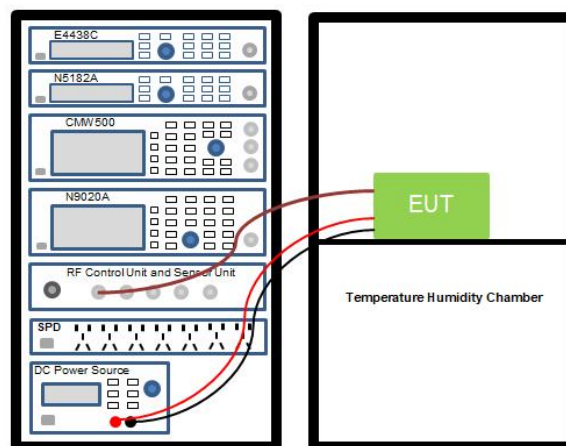 E4438C
N5182A
CMW500
N9020A
RF Control Unit and Sensor Unit
SPD
DC Power Source
EUT
Temperature Humidity Chamber